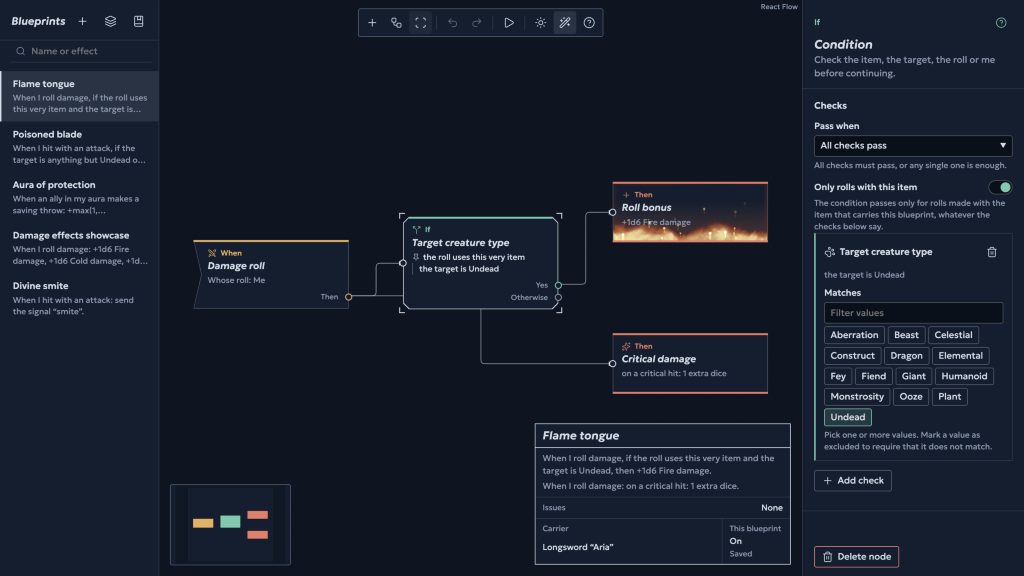 Blueprints
Name or effect
Flame tongue
When I roll damage, if the roll uses
this very item and the target is...
Poisoned blade
When I hit with an attack, if the
target is anything but Undead o...
Aura of protection
When an ally in my aura makes a
saving throw: +max(1,...
Damage effects showcase
When I roll damage: +1d6 Fire
damage, +1d6 Cold damage, +1d...
Divine smite
When I hit with an attack: send
the signal “smite”.
React Flow
When
Damage roll
Whose roll: Me
Then
If
Target creature type
the roll uses this very item
the target is Undead
Yes
Otherwise
Then
Roll bonus
+1d6 Fire damage
Then
Critical damage
on a critical hit: 1 extra dice
Flame tongue
When I roll damage, if the roll uses this very item and the
target is Undead, then +1d6 Fire damage.
When I roll damage: on a critical hit: 1 extra dice.
Issues
None
Carrier
Longsword “Aria”
This blueprint
On
Saved
If
Condition
Check the item, the target, the roll or me
before continuing.
Checks
Pass when
All checks pass
All checks must pass, or any single one is enough.
Only rolls with this item
The condition passes only for rolls made with the
item that carries this blueprint, whatever the
checks below say.
Target creature type
the target is Undead
Matches
Filter values
Aberration Beast Celestial
Construct Dragon Elemental
Fey Fiend Giant Humanoid
Monstrosity Ooze Plant
Undead
Pick one or more values. Mark a value as
excluded to require that it does not match.
Add check
Delete node